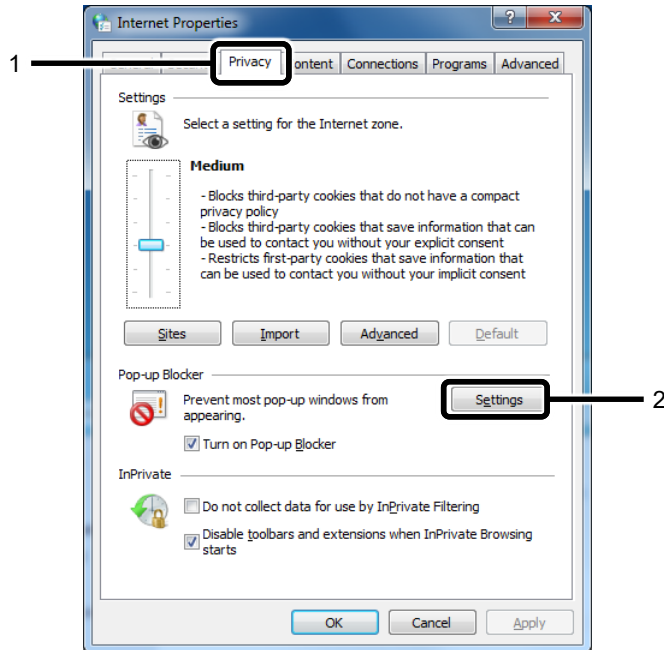 Internet Properties
?
X
1
Privacy ontent Connections Programs Advanced
Settings
Select a setting for the Internet zone.
Medium
- Blocks third-party cookies that do not have a compact
privacy policy
- Blocks third-party cookies that save information that can
be used to contact you without your explicit consent
- Restricts first-party cookies that save information that
can be used to contact you without your implicit consent
Sites Import Advanced Default
Pop-up Blocker
Prevent most pop-up windows from
appearing.
Settings
2
Turn on Pop-up Blocker
InPrivate
Do not collect data for use by InPrivate Filtering
Disable toolbars and extensions when InPrivate Browsing
starts
OK Cancel Apply